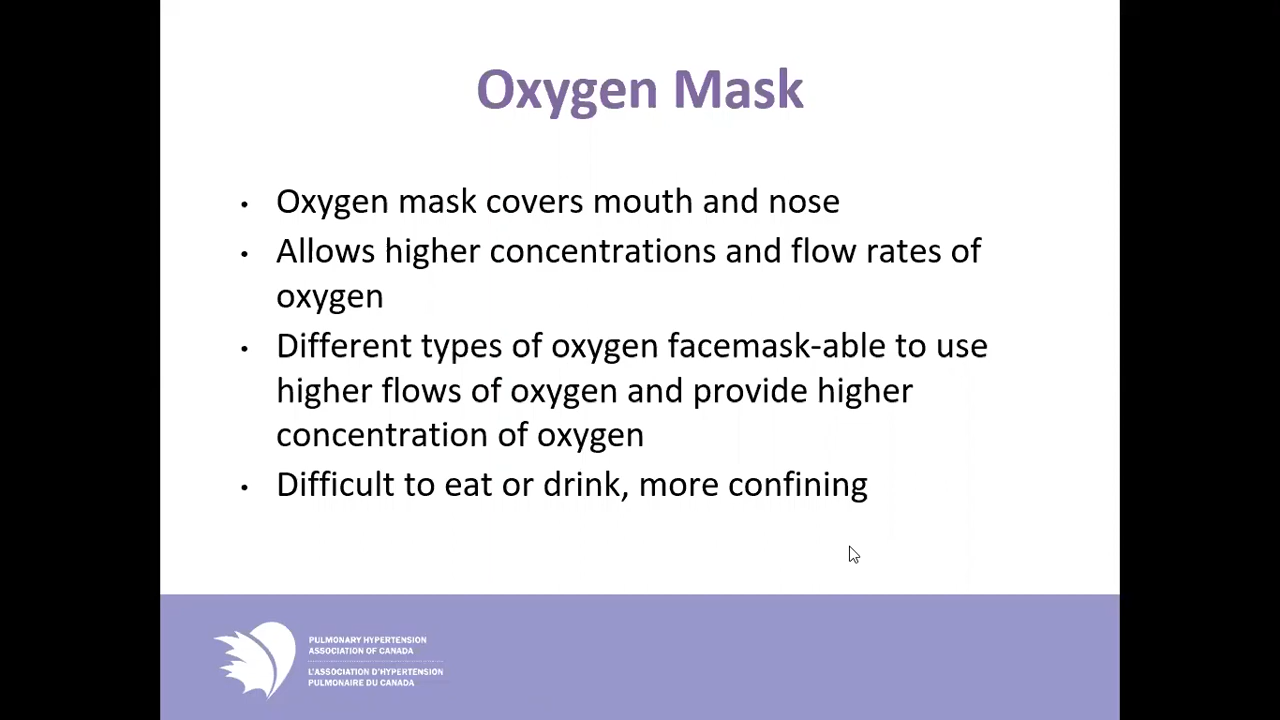 Oxygen Mask
• Oxygen mask covers mouth and nose
• Allows higher concentrations and flow rates of
oxygen
• Different types of oxygen facemask-able to use
higher flows of oxygen and provide higher
concentration of oxygen
• Difficult to eat or drink, more confining
PULMONARY HYPERTENSION
ASSOCIATION OF CANADA
L'ASSOCIATION D'HYPERTENSION
PULMONAIRE DU CANADA